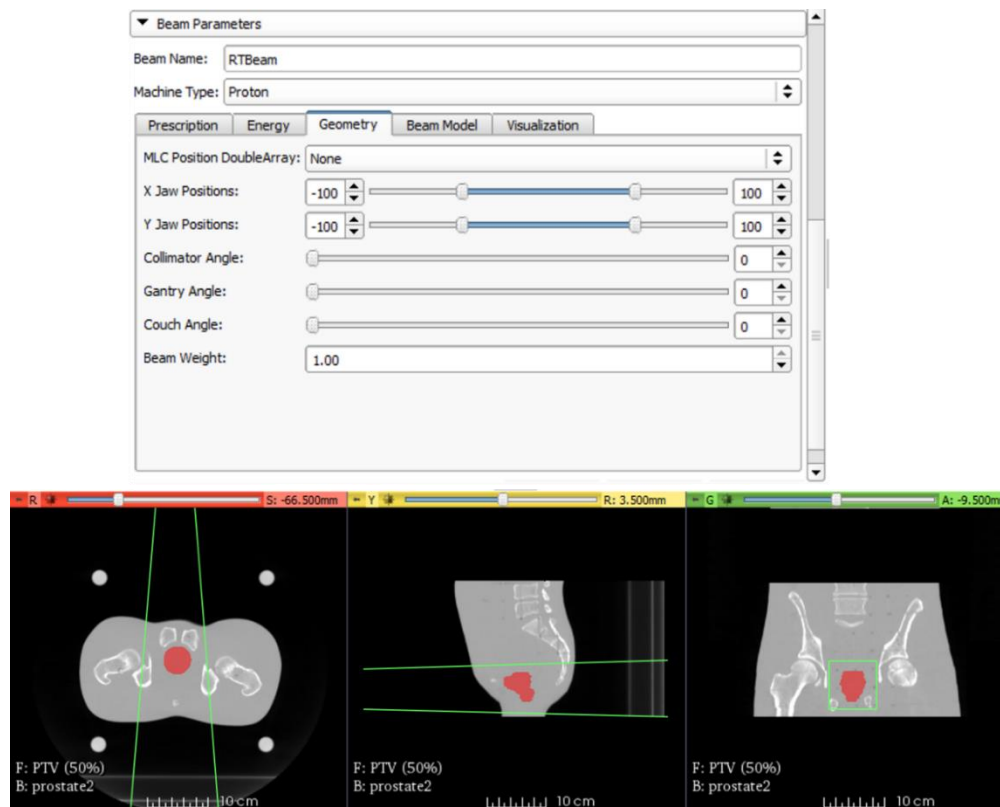 Beam Parameters
Beam Name: RTBeam
Machine Type: Proton
Prescription Energy Geometry Beam Model Visualization
MLC Position DoubleArray: None
X Jaw Positions: -100 100
Y Jaw Positions: -100 100
Collimator Angle: 0
Gantry Angle: 0
Couch Angle: 0
Beam Weight: 1.00
R S: -66.500mm Y R: 3.500mm G A: -9.500mm
F: PTV (50%) F: PTV (50%) F: PTV (50%)
B: prostate2 B: prostate2 B: prostate2
10 cm 10 cm 10 cm